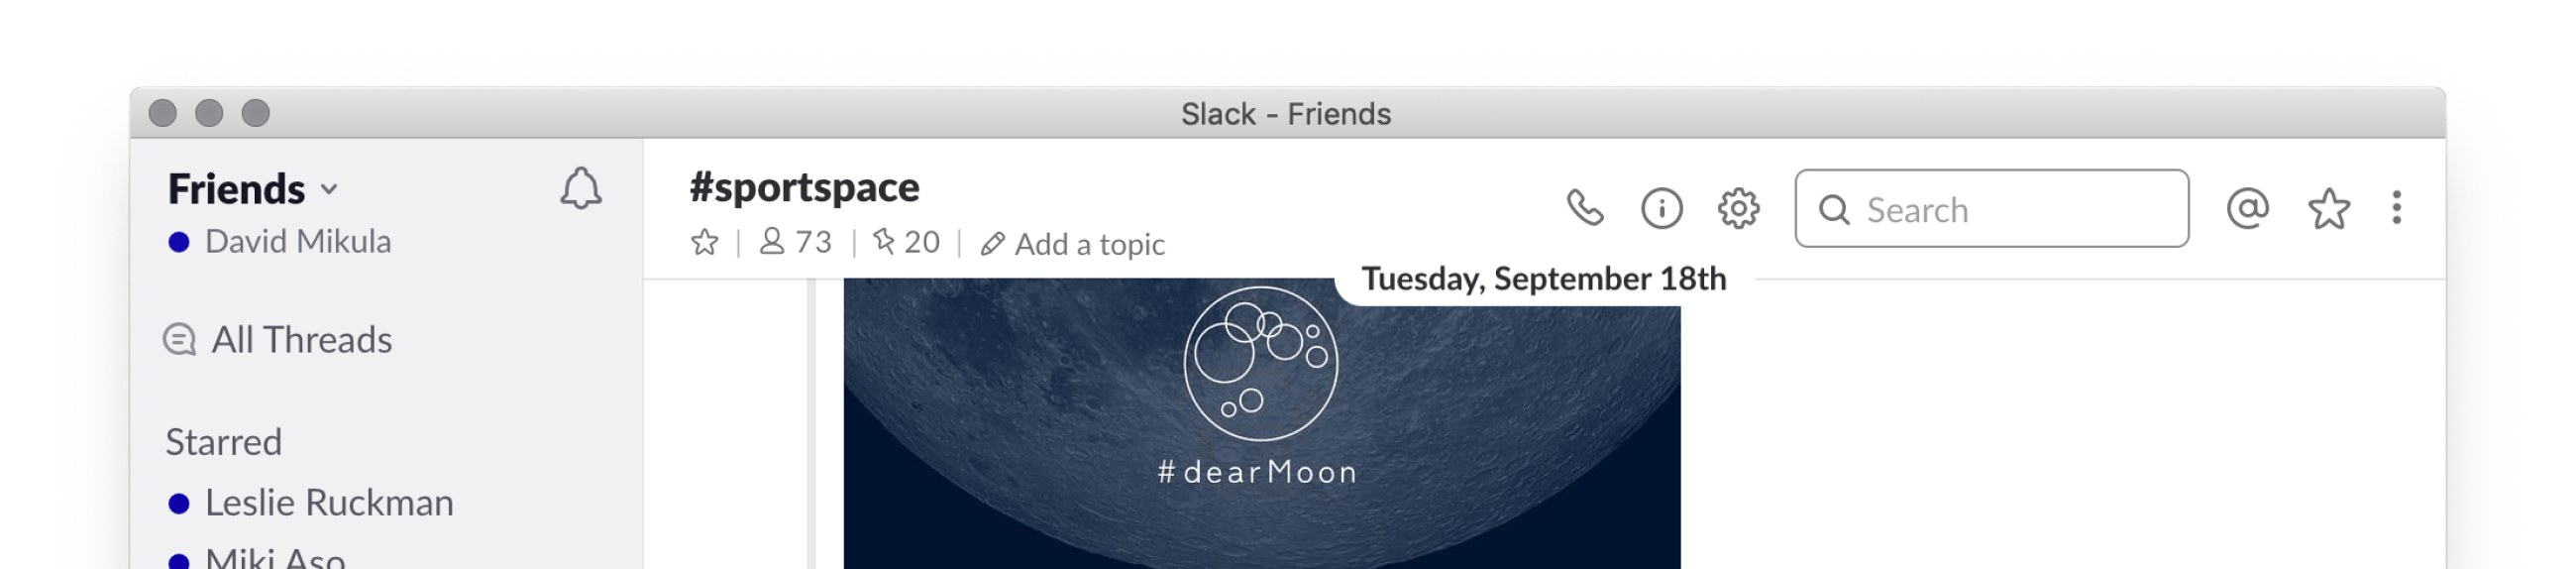 Slack - Friends
Friends
David Mikula
All Threads
Starred
Leslie Ruckman
Miki Aso
#sportspace
73 | 20 | Add a topic
Search
Tuesday, September 18th
#dearMoon